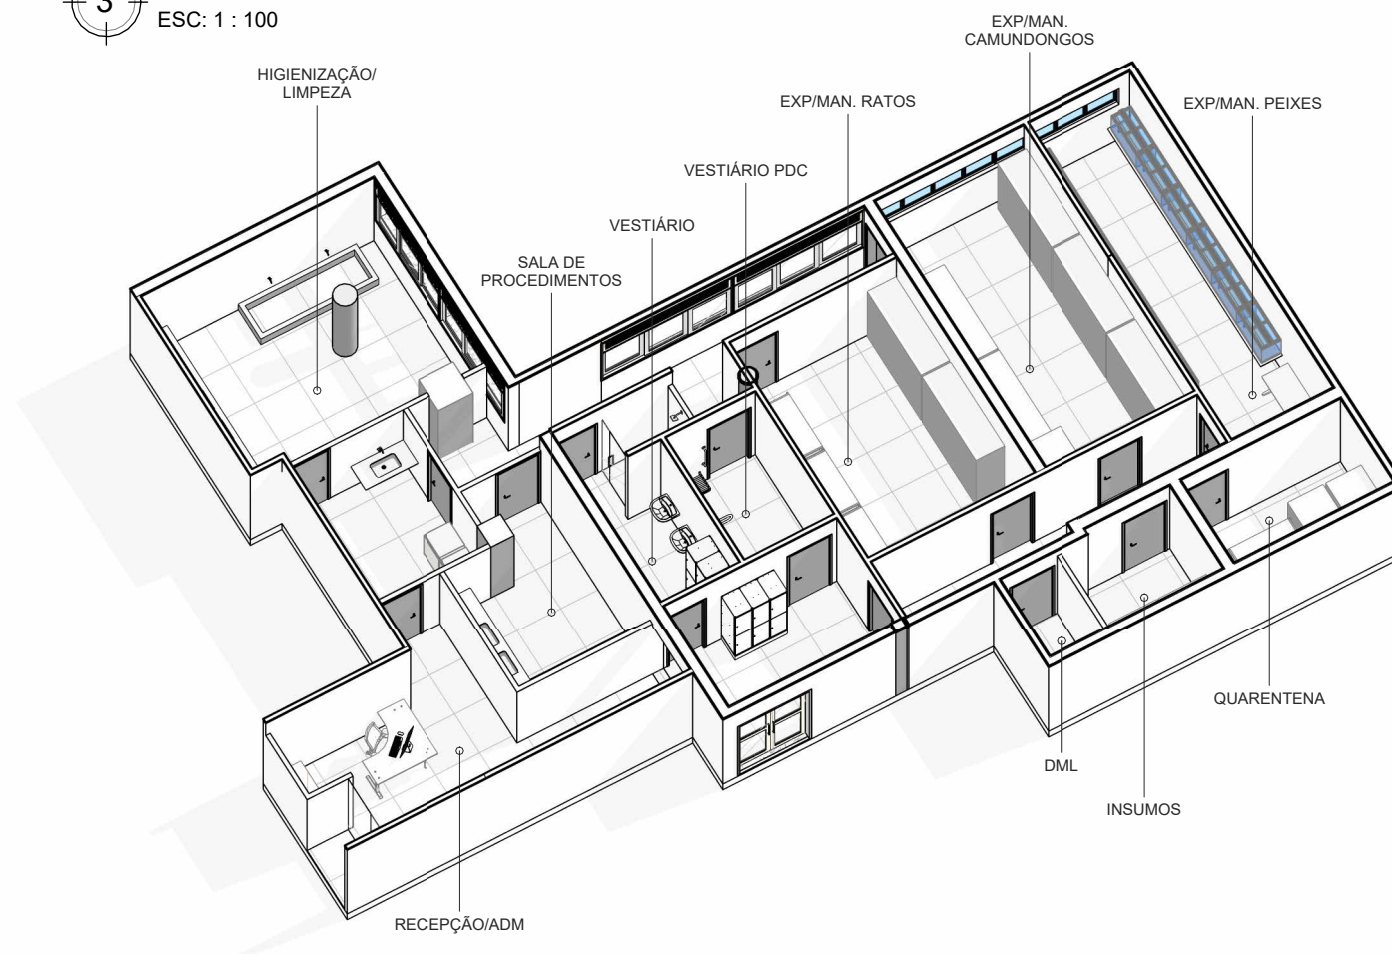 3
ESC: 1 : 100
EXP/MAN.
CAMUNDONGOS
HIGIENIZAÇÃO/
LIMPEZA
EXP/MAN. RATOS
EXP/MAN. PEIXES
VESTIÁRIO PDC
VESTIÁRIO
SALA DE
PROCEDIMENTOS
QUARENTENA
DML
INSUMOS
RECEPÇÃO/ADM